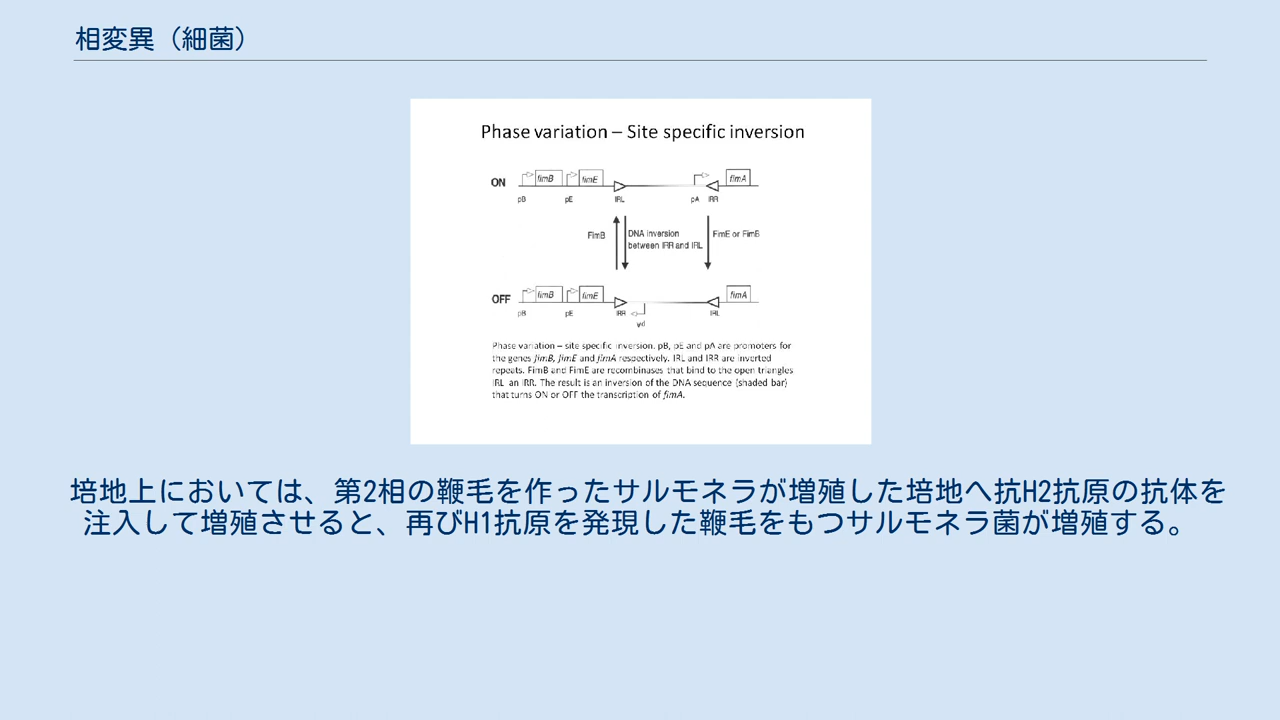 相変異（細菌）
Phase variation – Site specific inversion
ON
fimB
fimE
fimA
pB
pE
IRL
pA
IRR
FimB
DNA inversion
between IRR and IRL
FimE or FimB
OFF
fimB
fimE
fimA
pB
pE
IRR
IRL
Phase variation – site specific inversion. pB, pE and pA are promoters for
the genes fimB, fimE and fimA respectively. IRL and IRR are inverted
repeats. FimB and FimE are recombinases that bind to the open triangles
IRL an IRR. The result is an inversion of the DNA sequence (shaded bar)
that turns ON or OFF the transcription of fimA.
培地上においては、第2相の鞭毛を作ったサルモネラが増殖した培地へ抗H2抗原の抗体を
注入して増殖させると、再びH1抗原を発現した鞭毛をもつサルモネラ菌が増殖する。